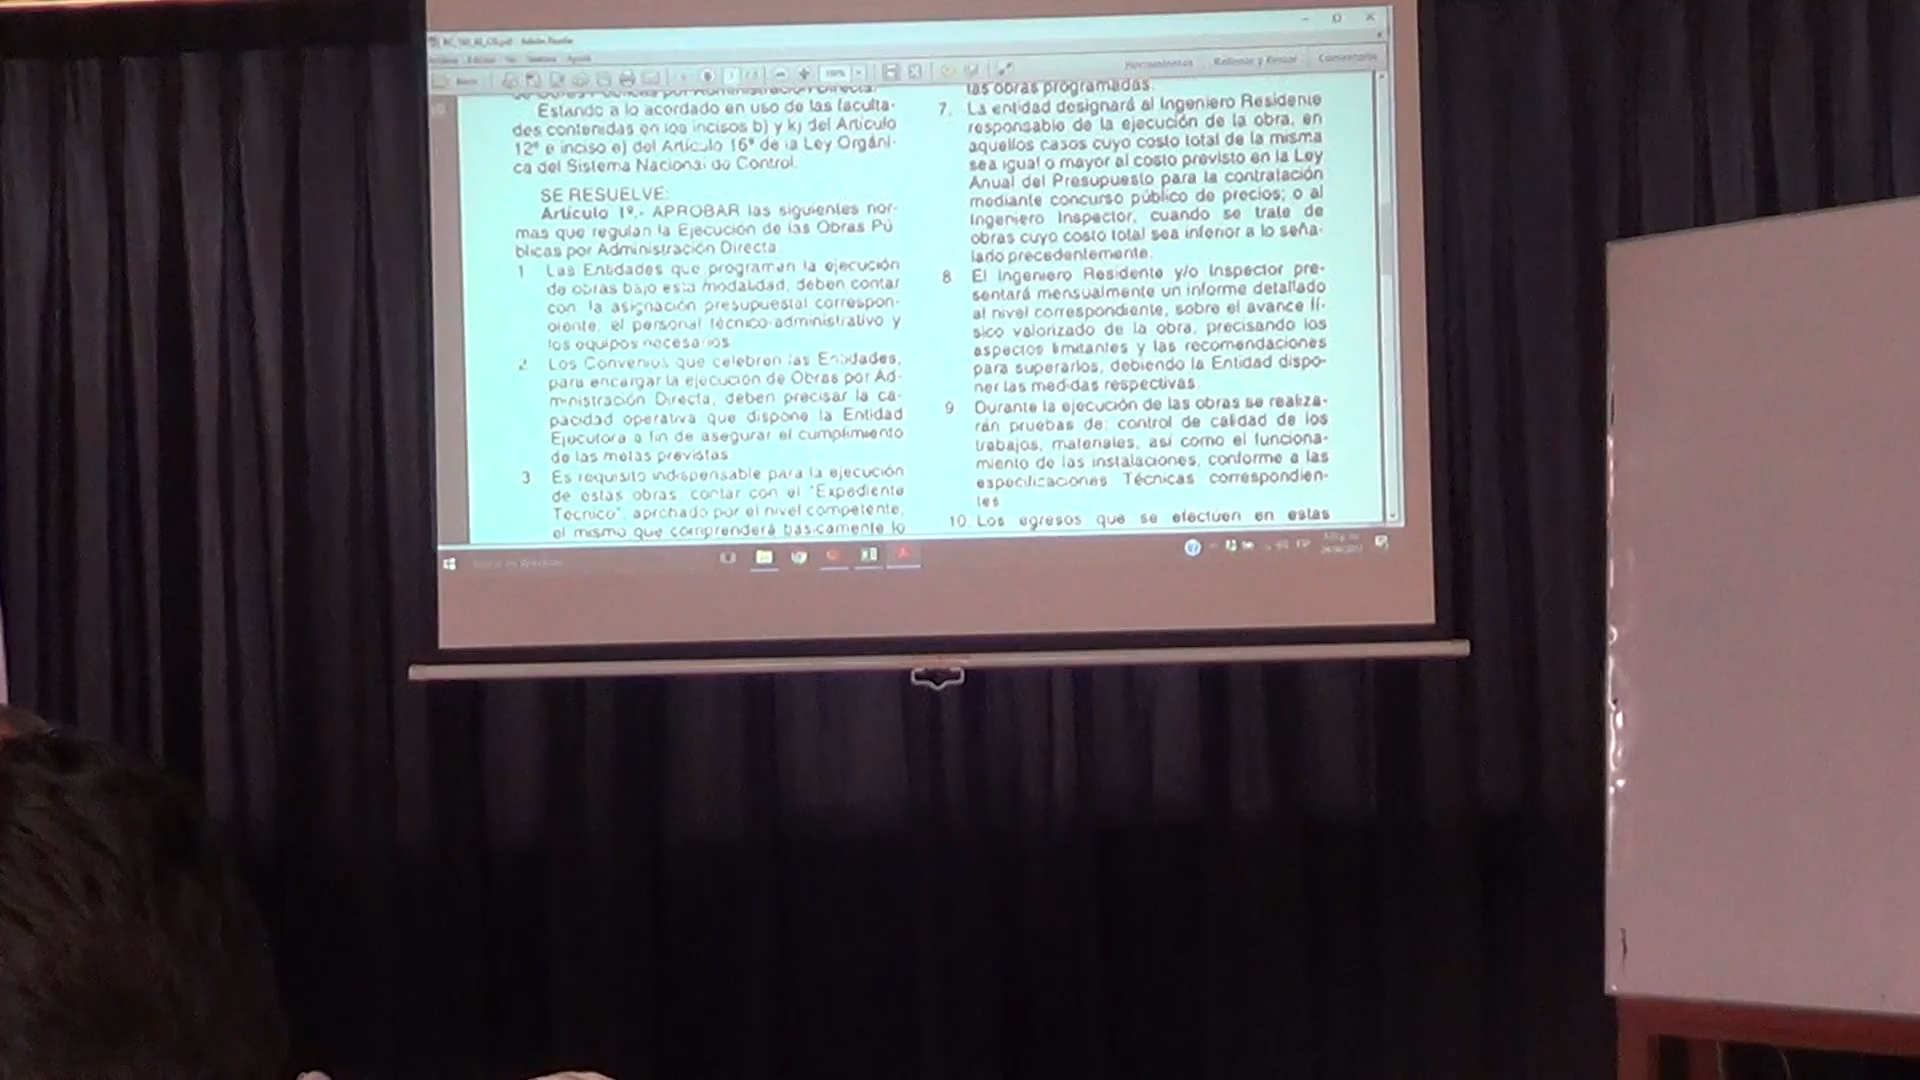 Herramientas Rellenar y firmar Comentario
de Obras Públicas por Administración Directa.
Estando a lo acordado en uso de las faculta-
des contenidas en los incisos b) y k) del Artículo
12º e inciso e) del Artículo 16º de la Ley Orgáni-
ca del Sistema Nacional de Control.
SE RESUELVE:
Artículo 1º.- APROBAR las siguientes nor-
mas que regulan la Ejecución de las Obras Pú
blicas por Administración Directa
1 Las Entidades que programen la ejecución
de obras bajo esta modalidad, deben contar
con la asignación presupuestal correspon-
diente, el personal técnico-administrativo y
los equipos necesarios
2 Los Convenios que celebren las Entidades,
para encargar la ejecución de Obras por Ad-
ministración Directa, deben precisar la ca-
pacidad operativa que dispone la Entidad
Ejecutora a fin de asegurar el cumplimiento
de las metas previstas
3 Es requisito indispensable para la ejecución
de estas obras, contar con el "Expediente
Técnico", aprobado por el nivel competente,
el mismo que comprenderá básicamente lo
las obras programadas.
7. La entidad designará al Ingeniero Residente
responsable de la ejecución de la obra, en
aquellos casos cuyo costo total de la misma
sea igual o mayor al costo previsto en la Ley
Anual del Presupuesto para la contratación
mediante concurso público de precios; o al
Ingeniero Inspector, cuando se trate de
obras cuyo costo total sea inferior a lo seña-
lado precedentemente.
8. El Ingeniero Residente y/o Inspector pre-
sentará mensualmente un informe detallado
al nivel correspondiente, sobre el avance fí-
sico valorizado de la obra, precisando los
aspectos limitantes y las recomendaciones
para superarlos, debiendo la Entidad dispo-
ner las medidas respectivas.
9. Durante la ejecución de las obras se realiza-
rán pruebas de: control de calidad de los
trabajos, materiales, así como el funciona-
miento de las instalaciones, conforme a las
especificaciones Técnicas correspondien-
tes
10. Los egresos que se efectúen en estas